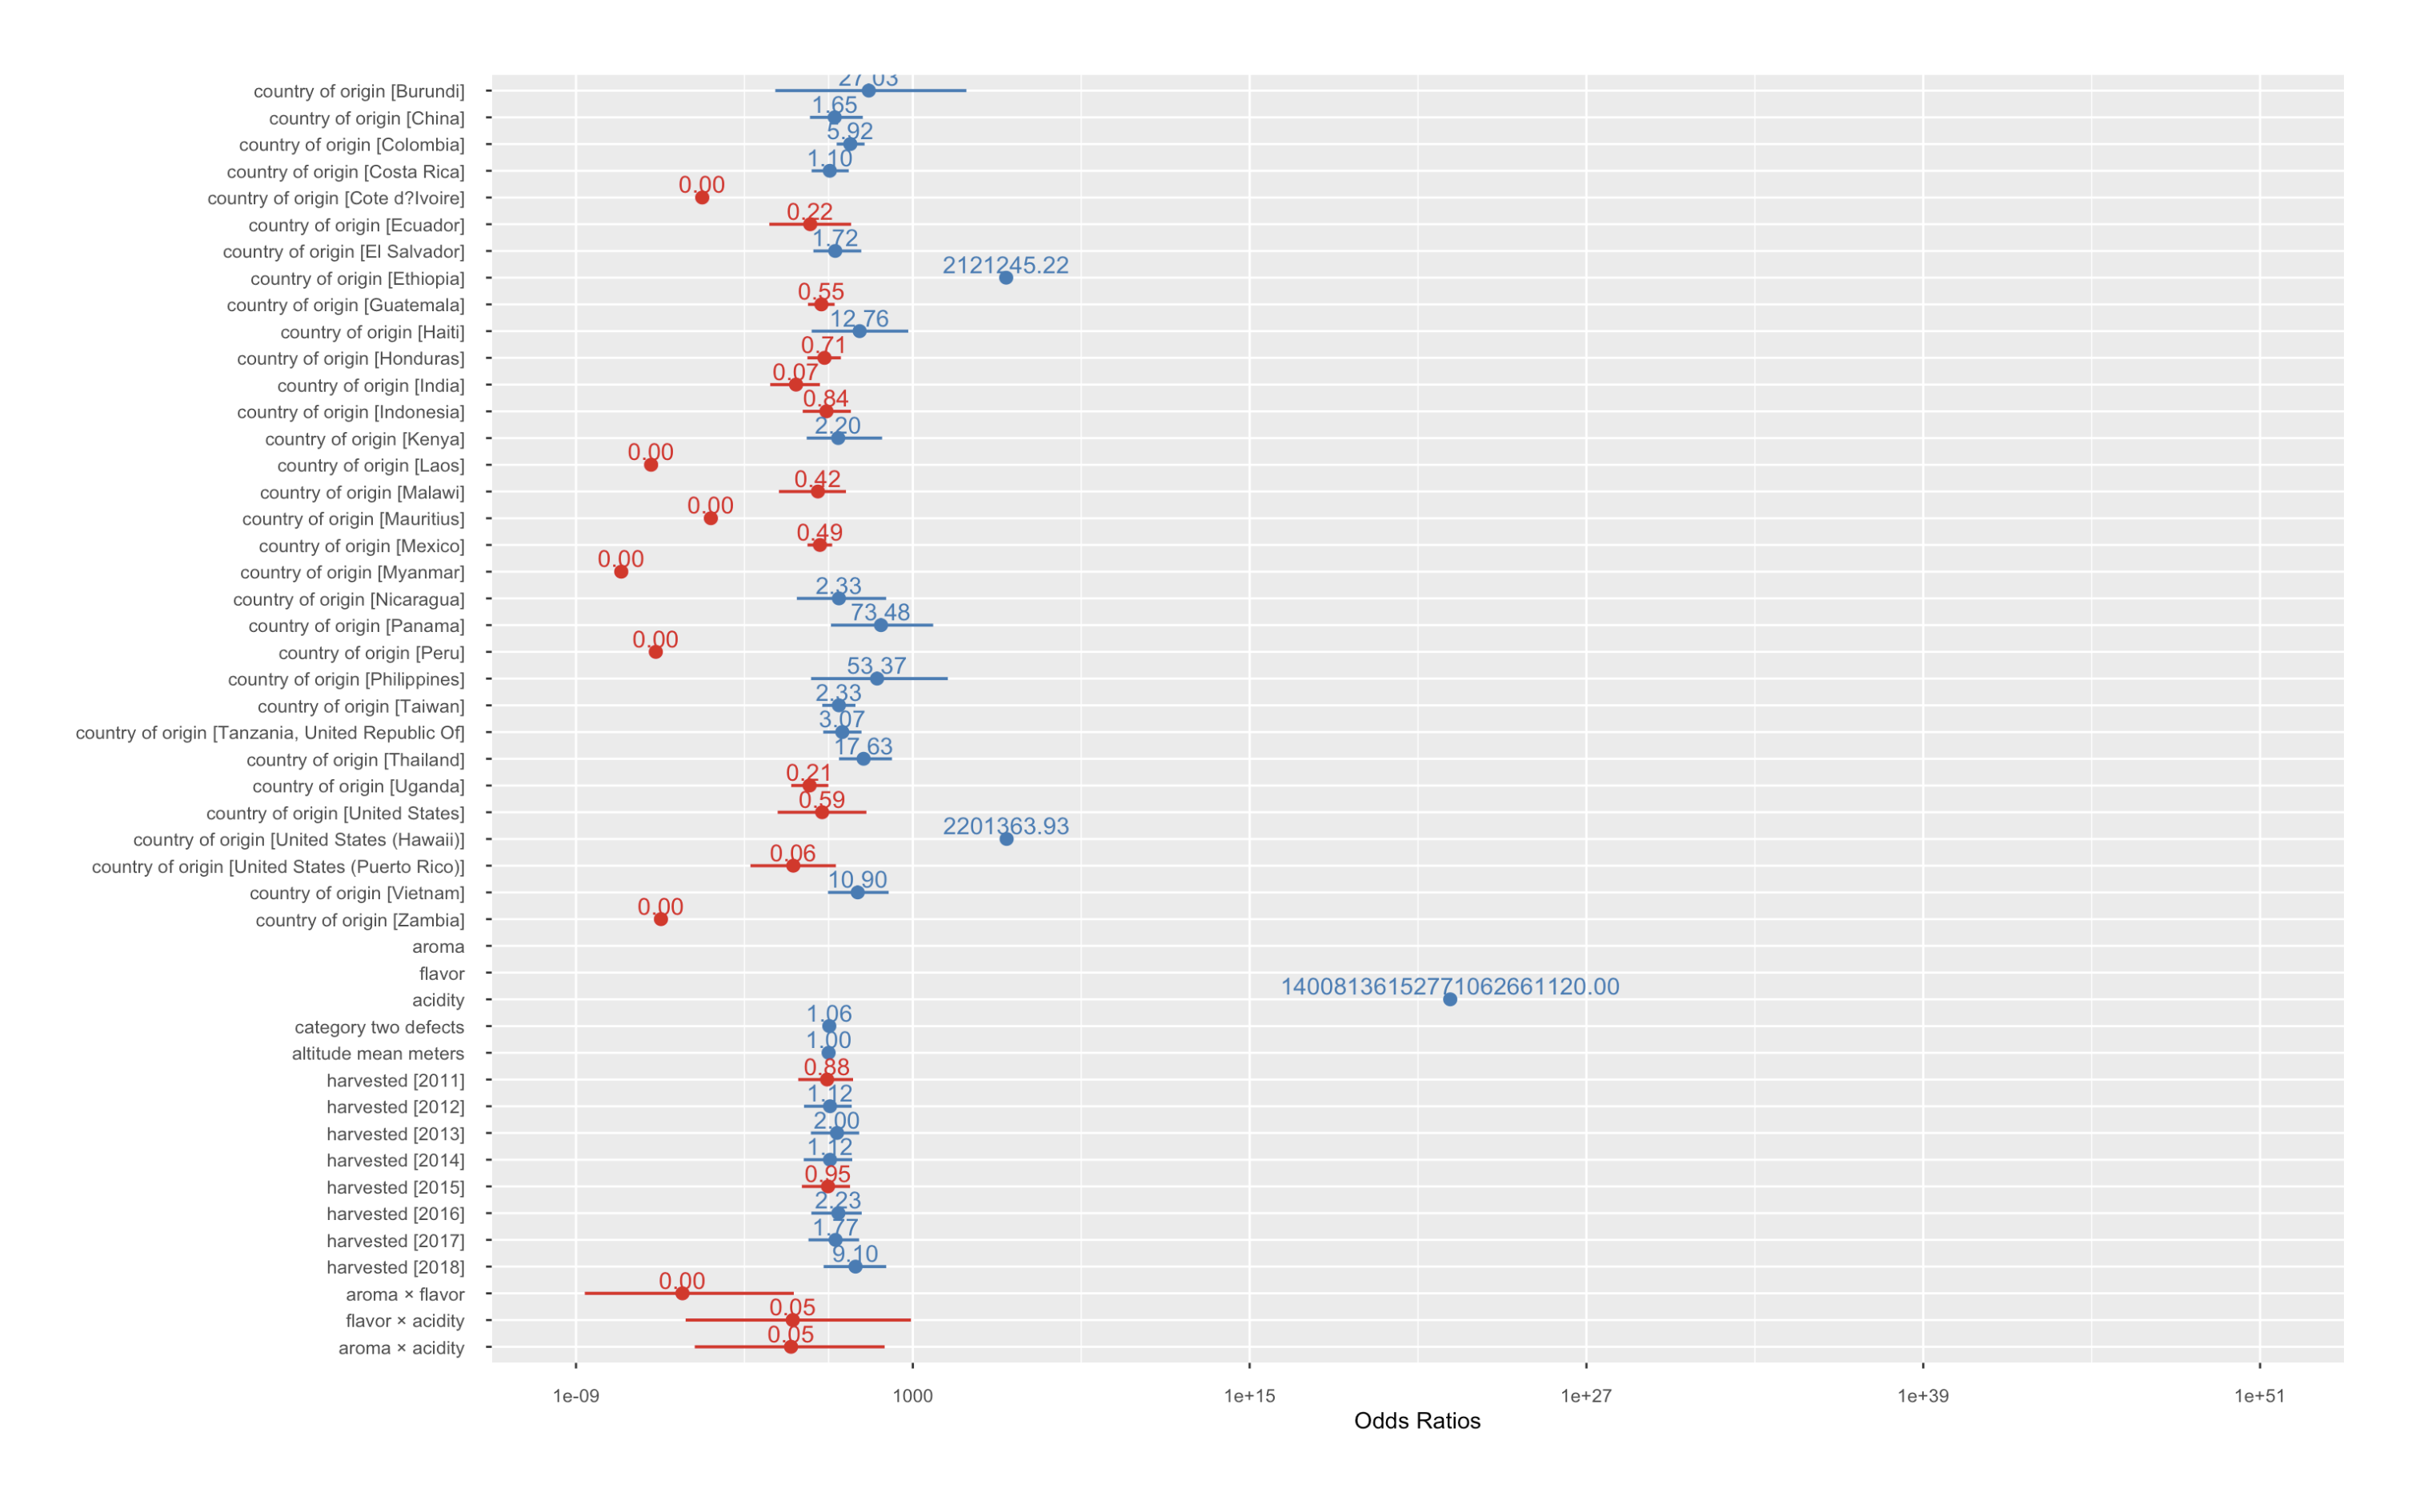 27.03
country of origin [Burundi]
1.65
country of origin [China]
5.92
country of origin [Colombia]
1.10
country of origin [Costa Rica]
0.00
country of origin [Cote d?Ivoire]
0.22
country of origin [Ecuador]
1.72
country of origin [El Salvador]
2121245.22
country of origin [Ethiopia]
0.55
country of origin [Guatemala]
12.76
country of origin [Haiti]
0.71
country of origin [Honduras]
0.07
country of origin [India]
0.84
country of origin [Indonesia]
2.20
country of origin [Kenya]
0.00
country of origin [Laos]
0.42
country of origin [Malawi]
0.00
country of origin [Mauritius]
0.49
country of origin [Mexico]
0.00
country of origin [Myanmar]
2.33
country of origin [Nicaragua]
73.48
country of origin [Panama]
0.00
country of origin [Peru]
53.37
country of origin [Philippines]
2.33
country of origin [Taiwan]
3.07
country of origin [Tanzania, United Republic Of]
17.63
country of origin [Thailand]
0.21
country of origin [Uganda]
0.59
country of origin [United States]
2201363.93
country of origin [United States (Hawaii)]
0.06
country of origin [United States (Puerto Rico)]
10.90
country of origin [Vietnam]
0.00
country of origin [Zambia]
aroma
flavor
14008136152771062661120.00
acidity
1.06
category two defects
1.00
altitude mean meters
0.88
harvested [2011]
1.12
harvested [2012]
2.00
harvested [2013]
1.12
harvested [2014]
0.95
harvested [2015]
2.23
harvested [2016]
1.77
harvested [2017]
9.10
harvested [2018]
0.00
aroma × flavor
0.05
flavor × acidity
0.05
aroma × acidity
1e-09 1000 1e+15 1e+27 1e+39 1e+51
Odds Ratios